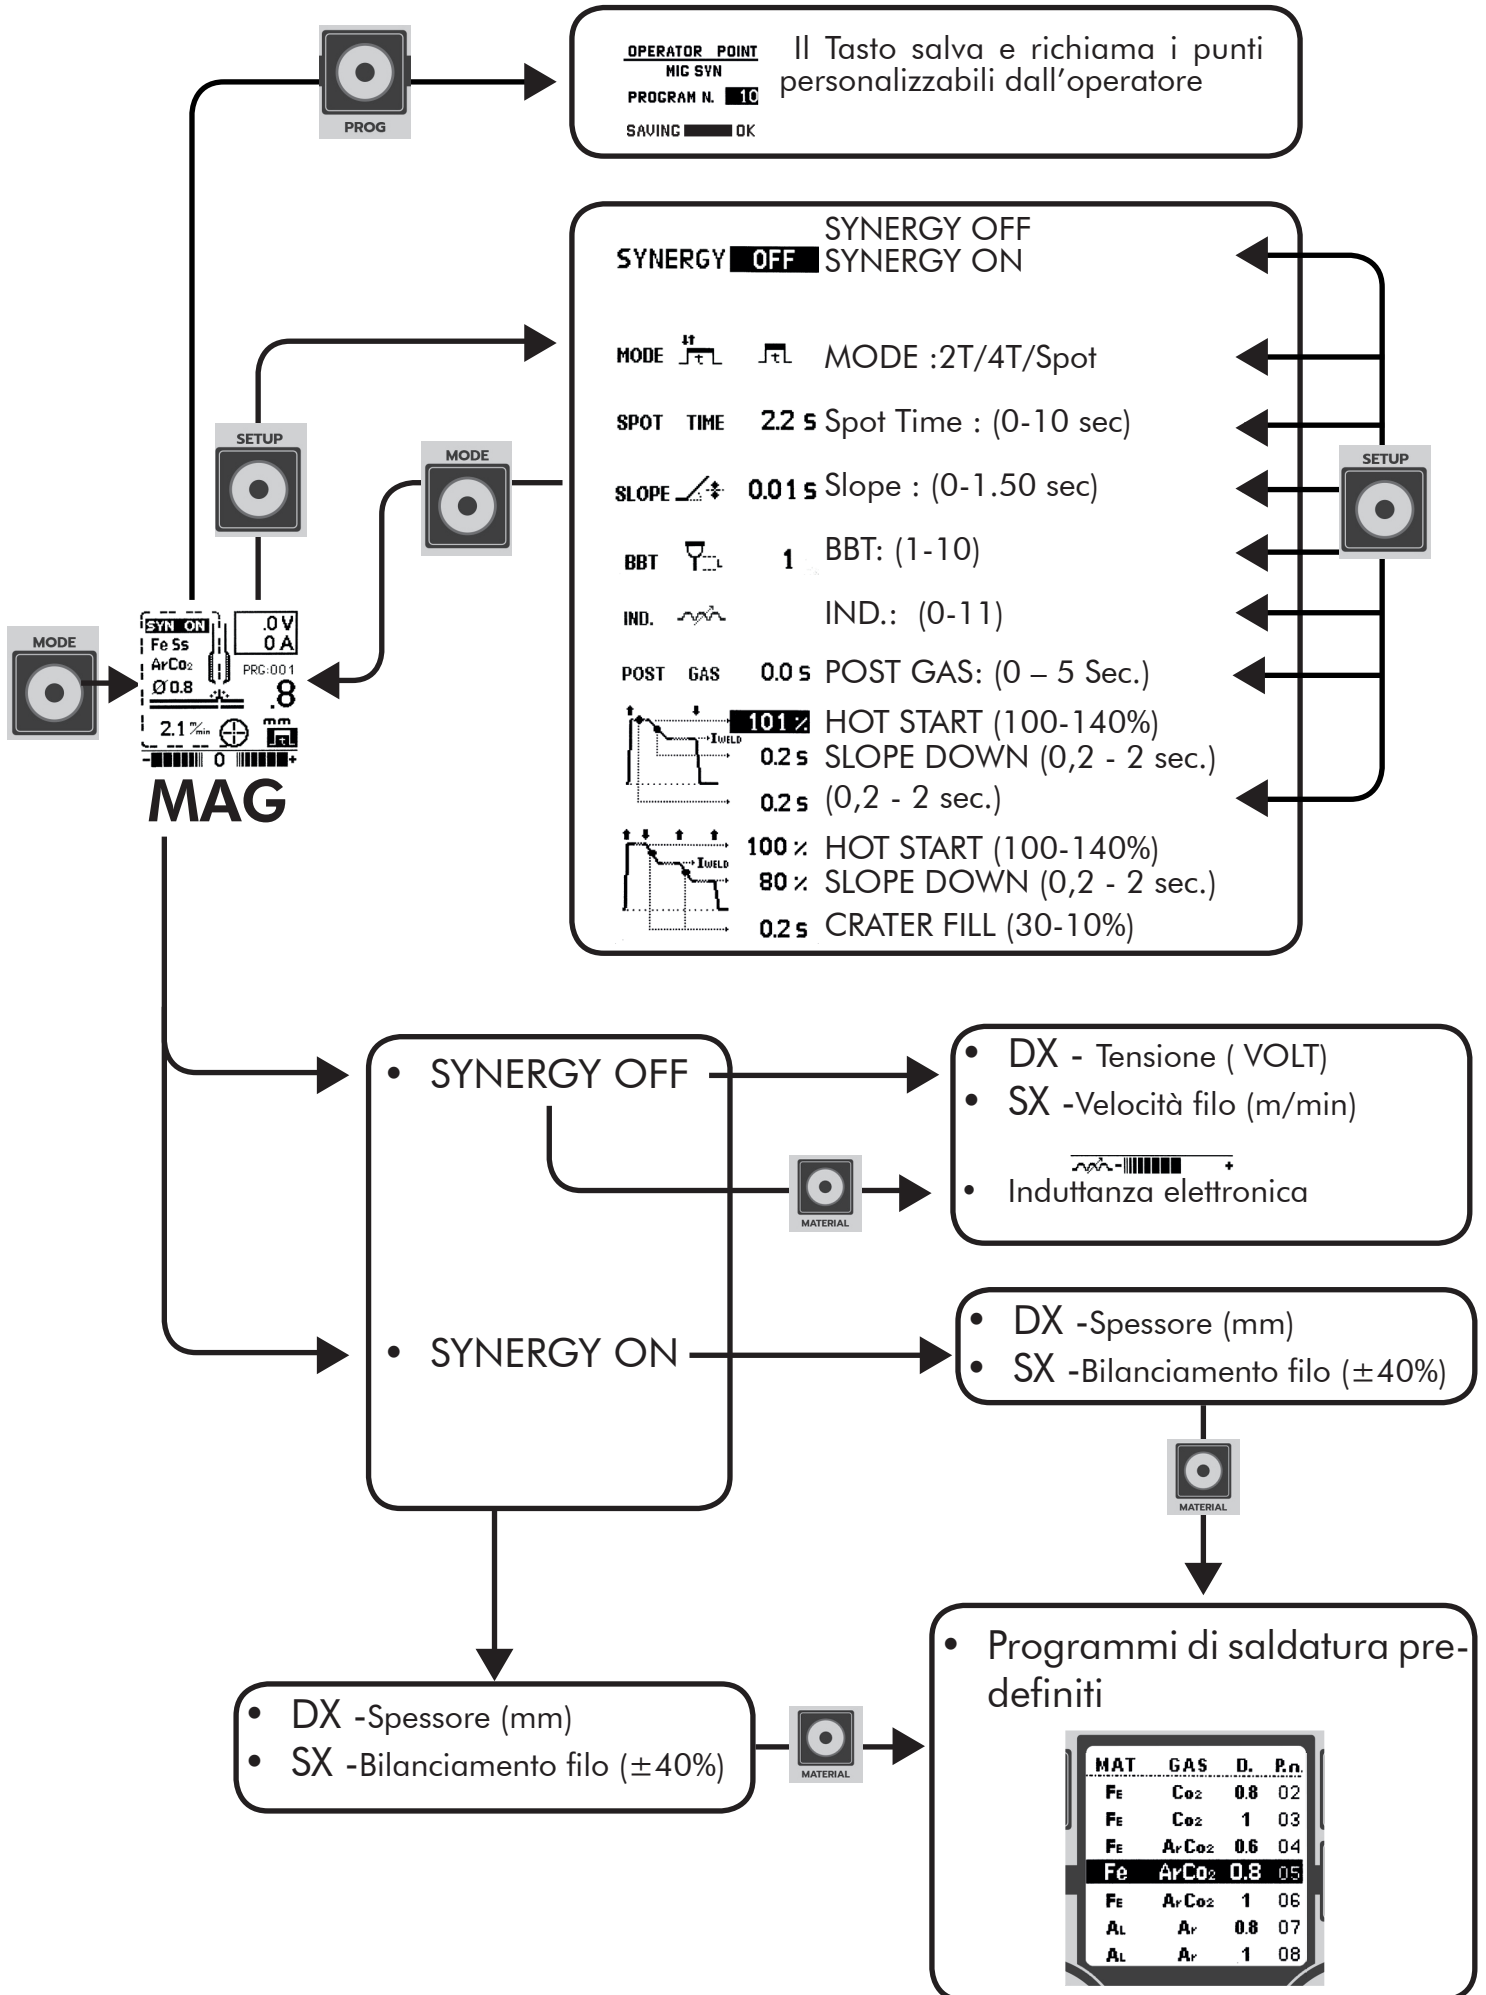 OPERATOR POINT
MIG SYN
PROGRAM N. 10
SAVING OK
Il Tasto salva e richiama i punti
personalizzabili dall'operatore
PROG
SYNERGY OFF
SYNERGY OFF SYNERGY ON
MODE t t MODE :2T/4T/Spot
SPOT TIME 2.2 s Spot Time : (0-10 sec)
SETUP
MODE
SETUP
SLOPE 0.01 s Slope : (0-1.50 sec)
BBT L 1 BBT: (1-10)
IND. IND.: (0-11)
POST GAS 0.0 s POST GAS: (0 – 5 Sec.)
101 % HOT START (100-140%)
IWELD
0.2 s SLOPE DOWN (0,2 - 2 sec.)
0.2 s (0,2 - 2 sec.)
100 % HOT START (100-140%)
IWELD
80 % SLOPE DOWN (0,2 - 2 sec.)
0.2 s CRATER FILL (30-10%)
MODE
SYN ON
Fe Ss
ArCo2
Ø 0.8
.0 V
0 A
PRG:001
.8
mm
2.1 m/min
t
- 0 +
MAG
• SYNERGY OFF
• DX - Tensione ( VOLT)
• SX -Velocità filo (m/min)
- +
• Induttanza elettronica
MATERIAL
• SYNERGY ON
• DX -Spessore (mm)
• SX -Bilanciamento filo (±40%)
MATERIAL
• DX -Spessore (mm)
• SX -Bilanciamento filo (±40%)
MATERIAL
• Programmi di saldatura pre-
definiti
MAT GAS D. P.n.
FE Co2 0.8 02
FE Co2 1 03
FE ArCo2 0.6 04
Fe ArCo2 0.8 05
FE ArCo2 1 06
AL Ar 0.8 07
AL Ar 1 08